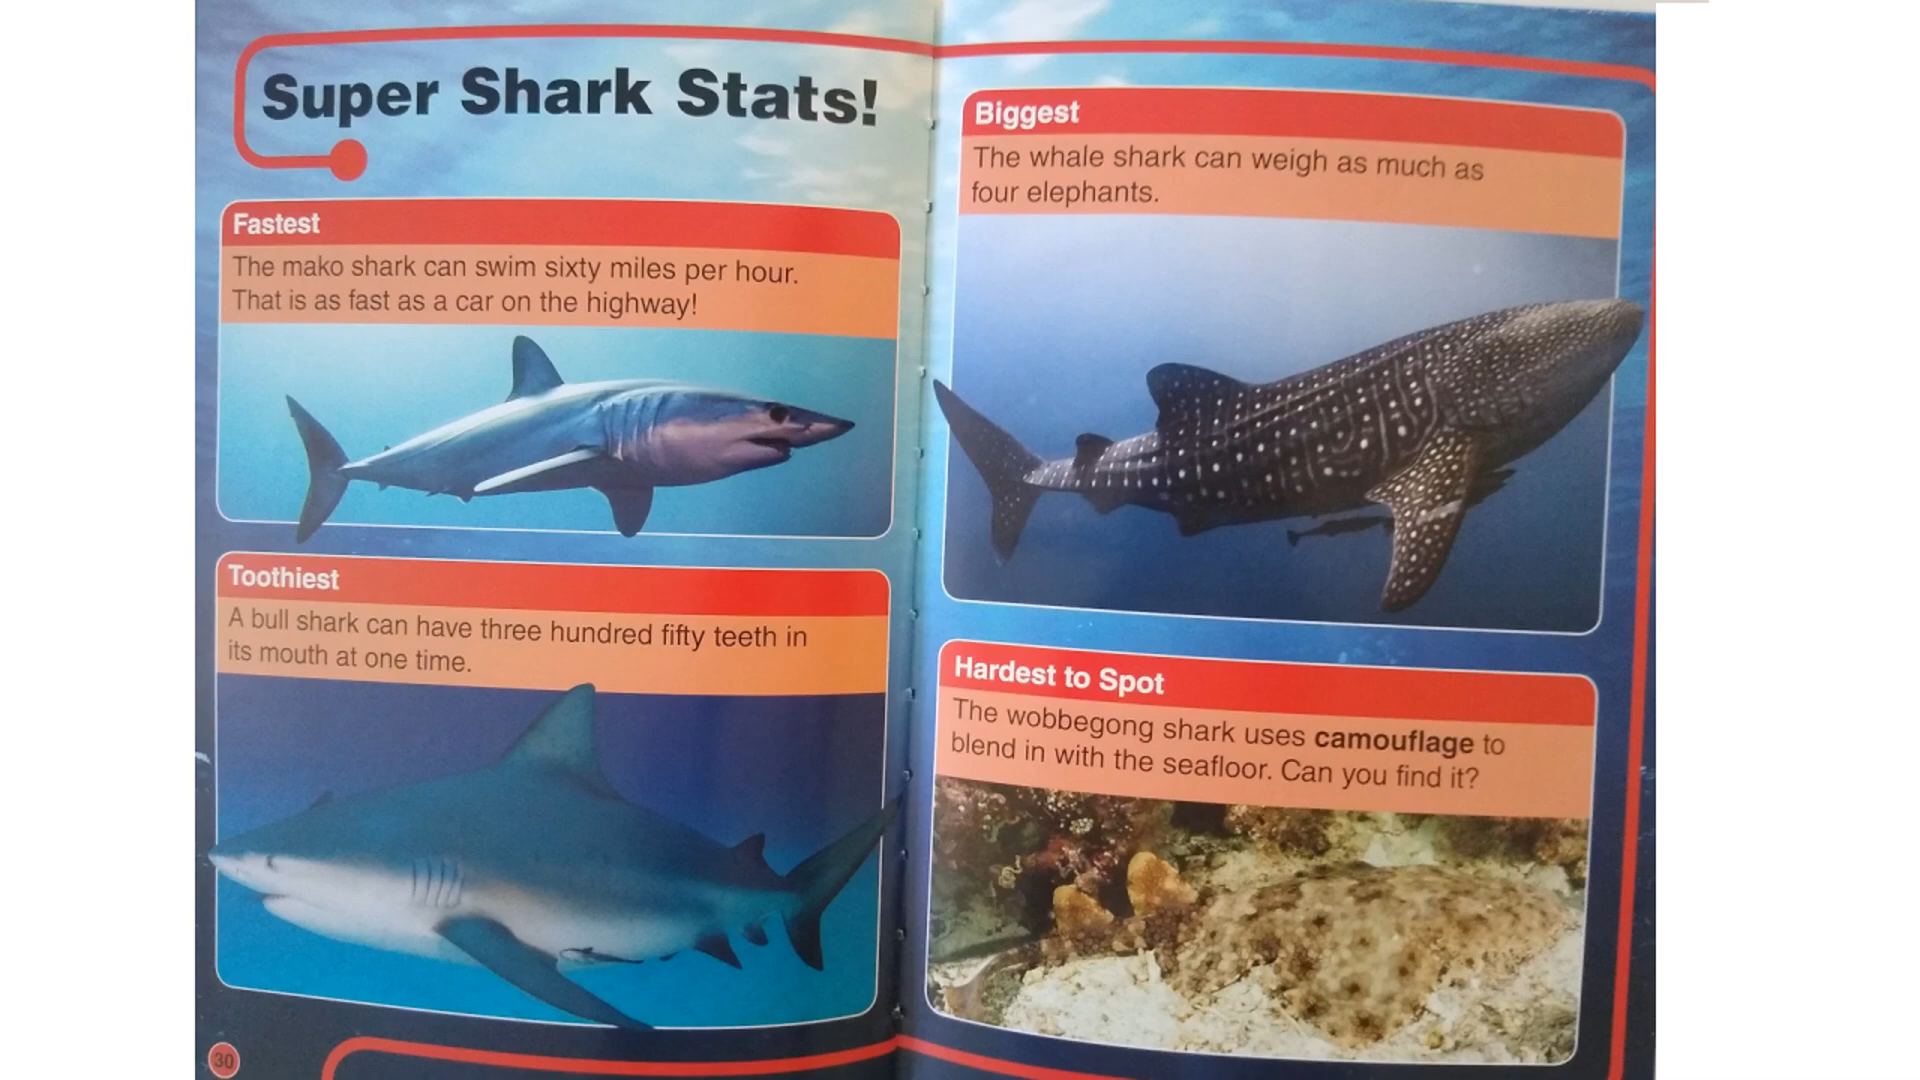 Super Shark Stats!
Fastest
The mako shark can swim sixty miles per hour.
That is as fast as a car on the highway!
Toothiest
A bull shark can have three hundred fifty teeth in
its mouth at one time.
30
Biggest
The whale shark can weigh as much as
four elephants.
Hardest to Spot
The wobbegong shark uses camouflage to
blend in with the seafloor. Can you find it?